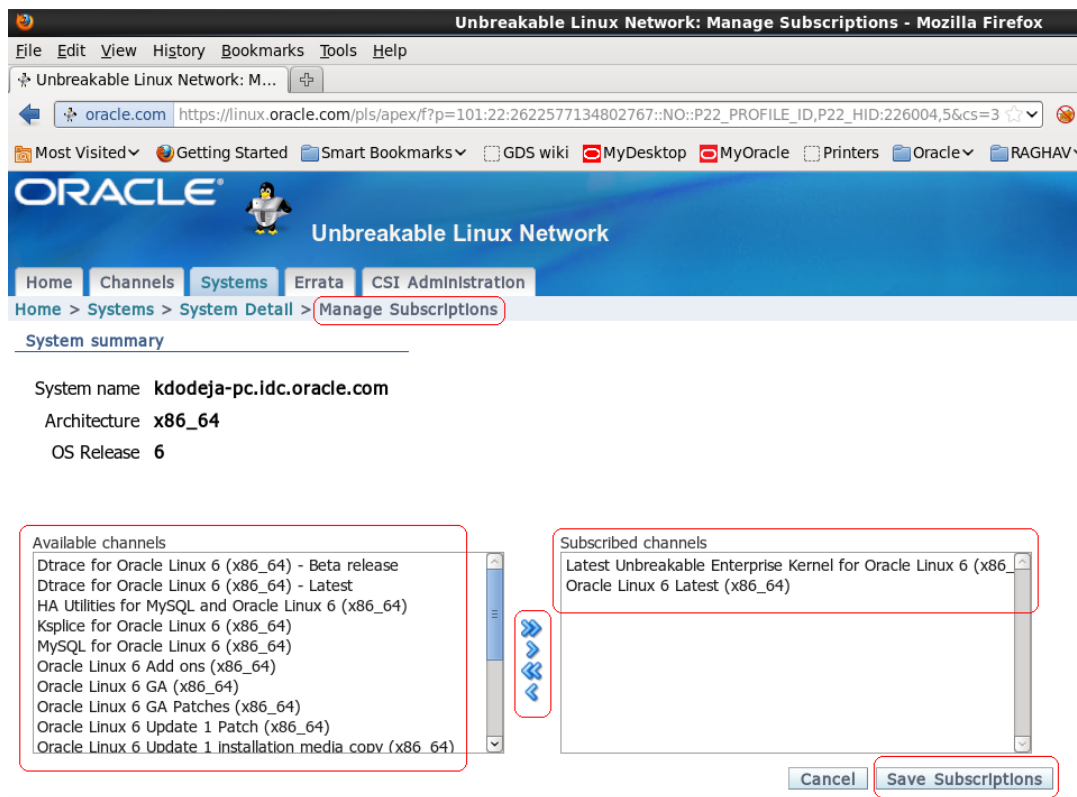 Unbreakable Linux Network: Manage Subscriptions - Mozilla Firefox
File Edit View History Bookmarks Tools Help
Unbreakable Linux Network: M...
oracle.com https://linux.oracle.com/pls/apex/f?p=101:22:2622577134802767::NO::P22_PROFILE_ID,P22_HID:226004,5&cs=3
Most Visited Getting Started Smart Bookmarks GDS wiki MyDesktop MyOracle Printers Oracle RAGHAV
ORACLE
Unbreakable Linux Network
Home Channels Systems Errata CSI Administration
Home > Systems > System Detail > Manage Subscriptions
System summary
System name kdodeja-pc.idc.oracle.com
Architecture x86_64
OS Release 6
Available channels
Dtrace for Oracle Linux 6 (x86_64) - Beta release
Dtrace for Oracle Linux 6 (x86_64) - Latest
HA Utilities for MySQL and Oracle Linux 6 (x86_64)
Ksplice for Oracle Linux 6 (x86_64)
MySQL for Oracle Linux 6 (x86_64)
Oracle Linux 6 Add ons (x86_64)
Oracle Linux 6 GA (x86_64)
Oracle Linux 6 GA Patches (x86_64)
Oracle Linux 6 Update 1 Patch (x86_64)
Oracle Linux 6 Update 1 installation media copy (x86_64)
Subscribed channels
Latest Unbreakable Enterprise Kernel for Oracle Linux 6 (x86_
Oracle Linux 6 Latest (x86_64)
Cancel Save Subscriptions